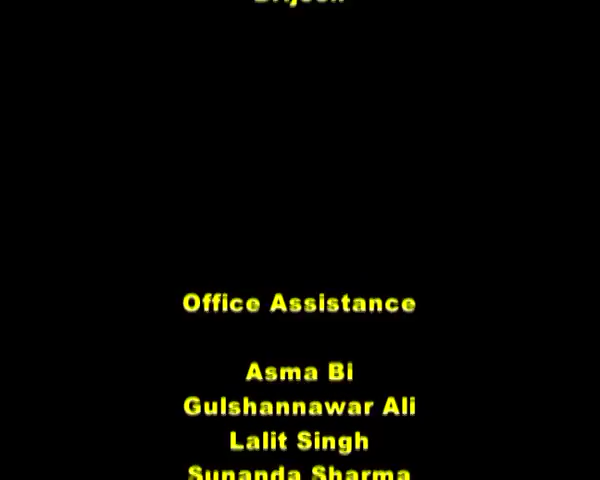 Office Assistance
Asma Bi
Gulshannawar Ali
Lalit Singh
Sunanda Sharma